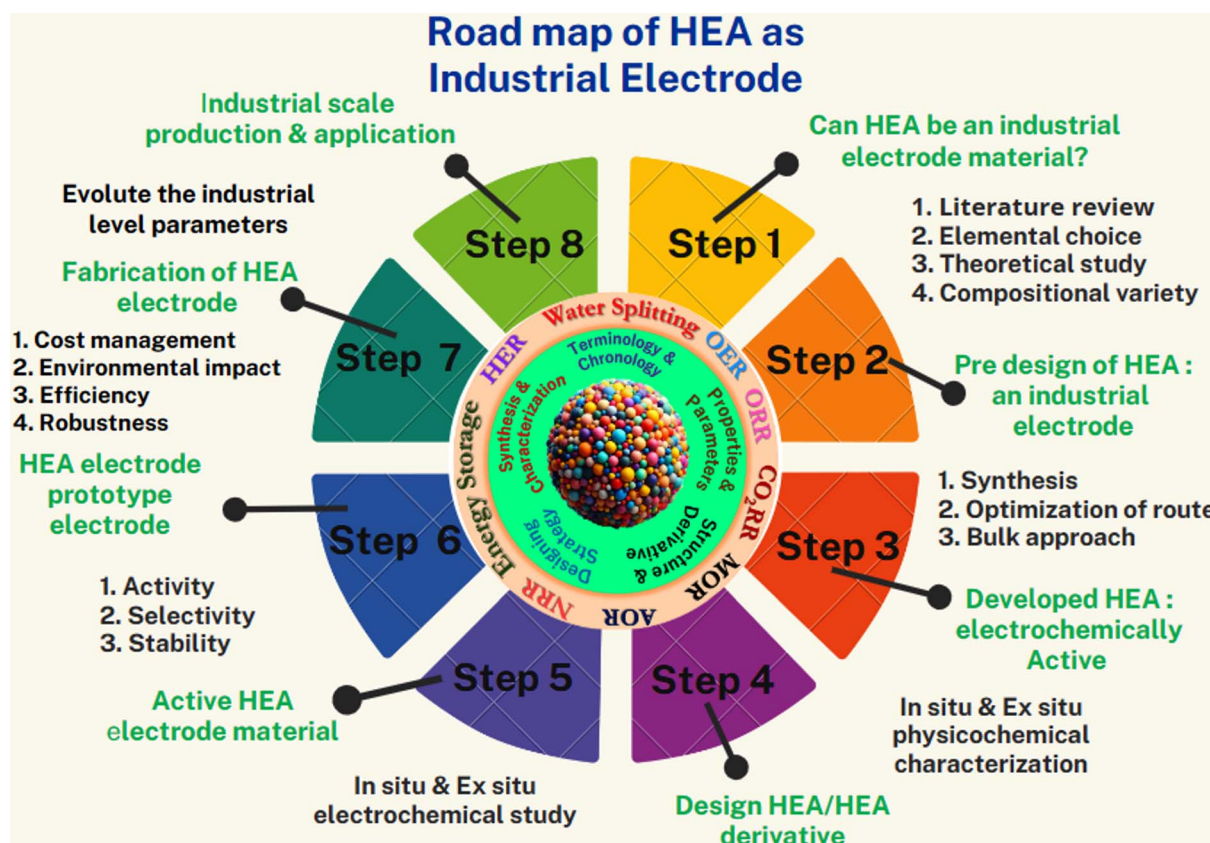 Road map of HEA as
Industrial Electrode
Can HEA be an industrial
electrode material?
1. Literature review
2. Elemental choice
3. Theoretical study
4. Compositional variety
Pre design of HEA :
an industrial
electrode
1. Synthesis
2. Optimization of route
3. Bulk approach
Developed HEA :
electrochemically
Active
In situ & Ex situ
physicochemical
characterization
Design HEA/HEA
derivative
In situ & Ex situ
electrochemical study
Active HEA
electrode material
1. Activity
2. Selectivity
3. Stability
HEA electrode
prototype
electrode
1. Cost management
2. Environmental impact
3. Efficiency
4. Robustness
Fabrication of HEA
electrode
Evolute the industrial
level parameters
Industrial scale
production & application
Step 1
Step 2
Step 3
Step 4
Step 5
Step 6
Step 7
Step 8
Water Splitting
OER
ORR
CO₂RR
MOR
AOR
NRR
Energy Storage
HER
Terminology &
Chronology
Properties &
Parameters
Structure &
Derivative
Designing
Strategy
Synthesis &
Characterization